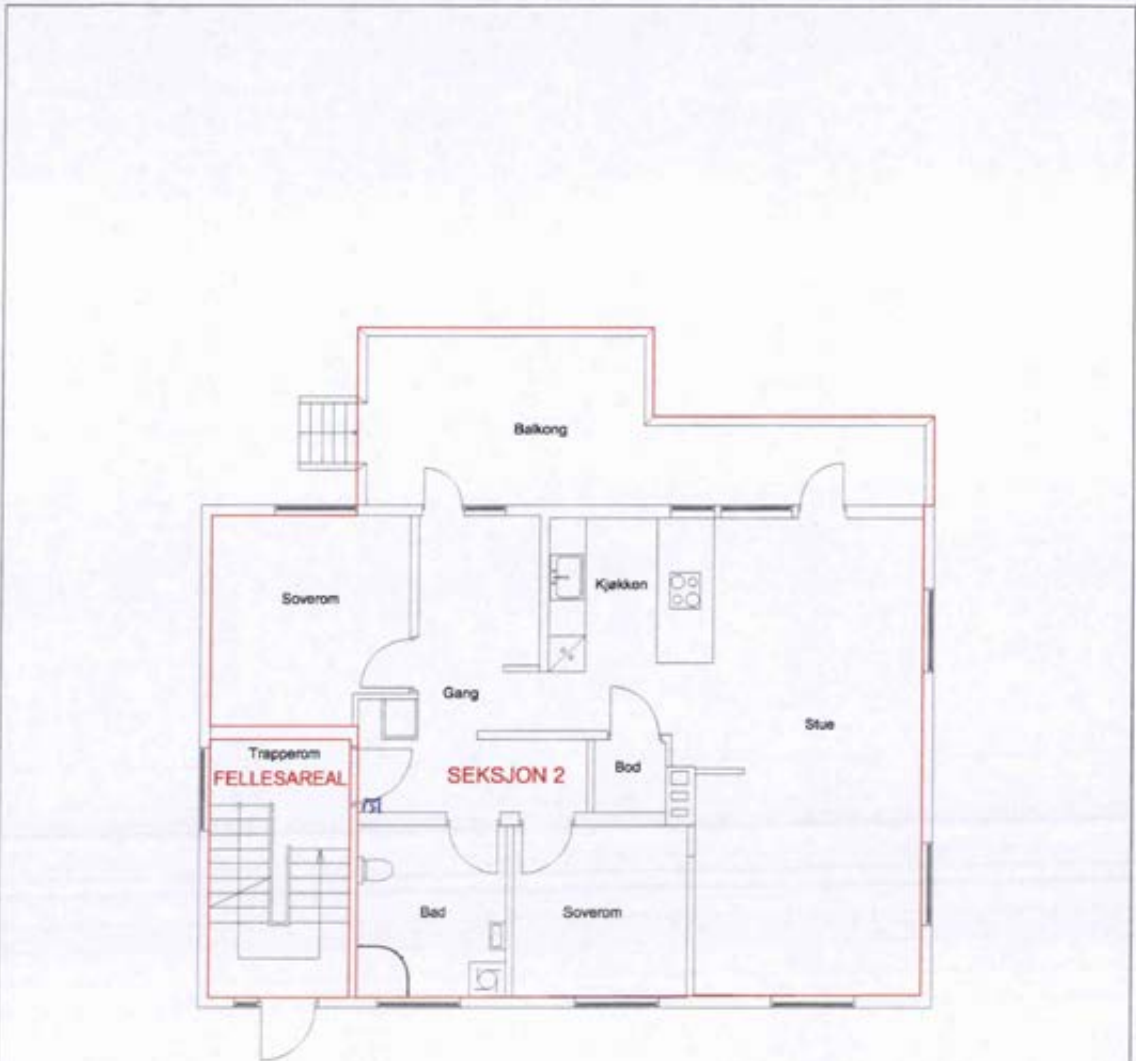 Balkong
Soverom
Kjøkken
Gang
Stue
Trapperom
FELLESAREAL
SEKSJON 2
Bod
Bad
Soverom